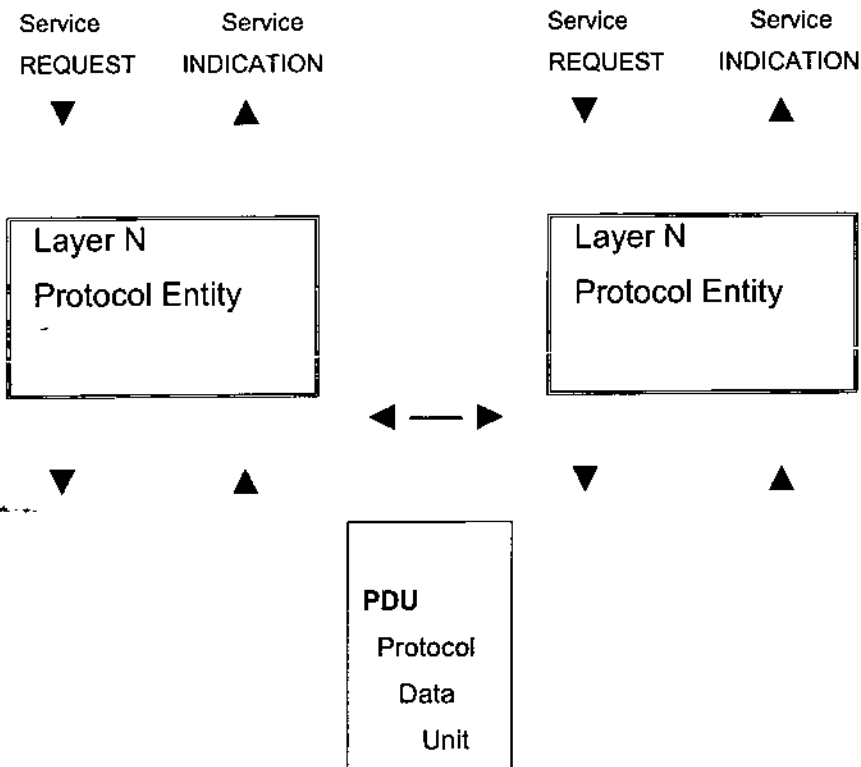 Service Service
REQUEST INDICATION
Service Service
REQUEST INDICATION
Layer N
Protocol Entity
Layer N
Protocol Entity
PDU
Protocol
Data
Unit